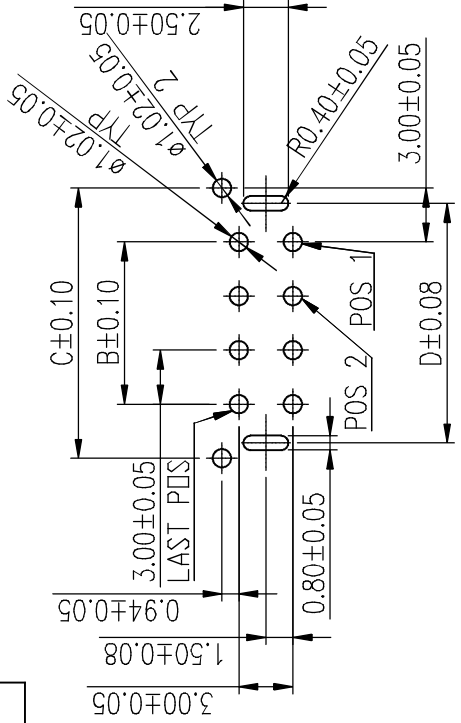 2.50±0.05
ø1.02±0.05
TYP 2
ø1.02±0.05
TYP
R0.40±0.05
3.00±0.05
C±0.10
B±0.10
POS 1
D±0.08
POS 2
3.00±0.05
LAST POS
0.94±0.05
0.80±0.05
1.50±0.08
3.00±0.05